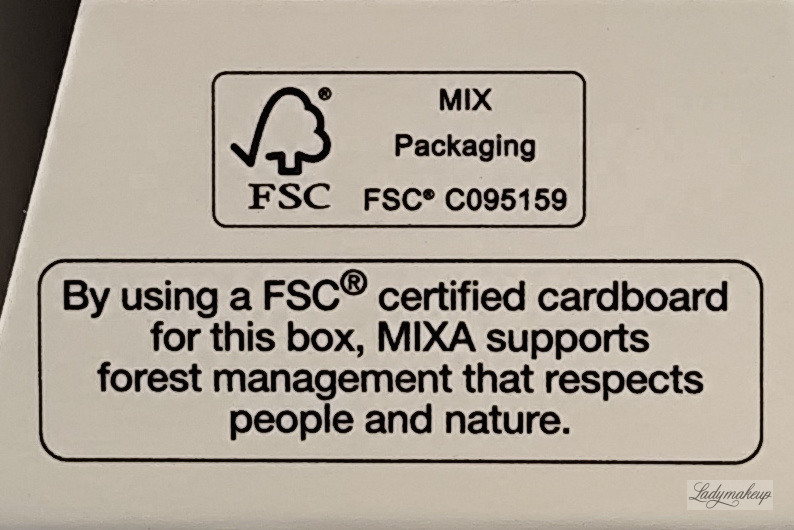 ®
FSC
MIX
Packaging
FSC® C095159
By using a FSC® certified cardboard
for this box, MIXA supports
forest management that respects
people and nature.
Ladymakeup